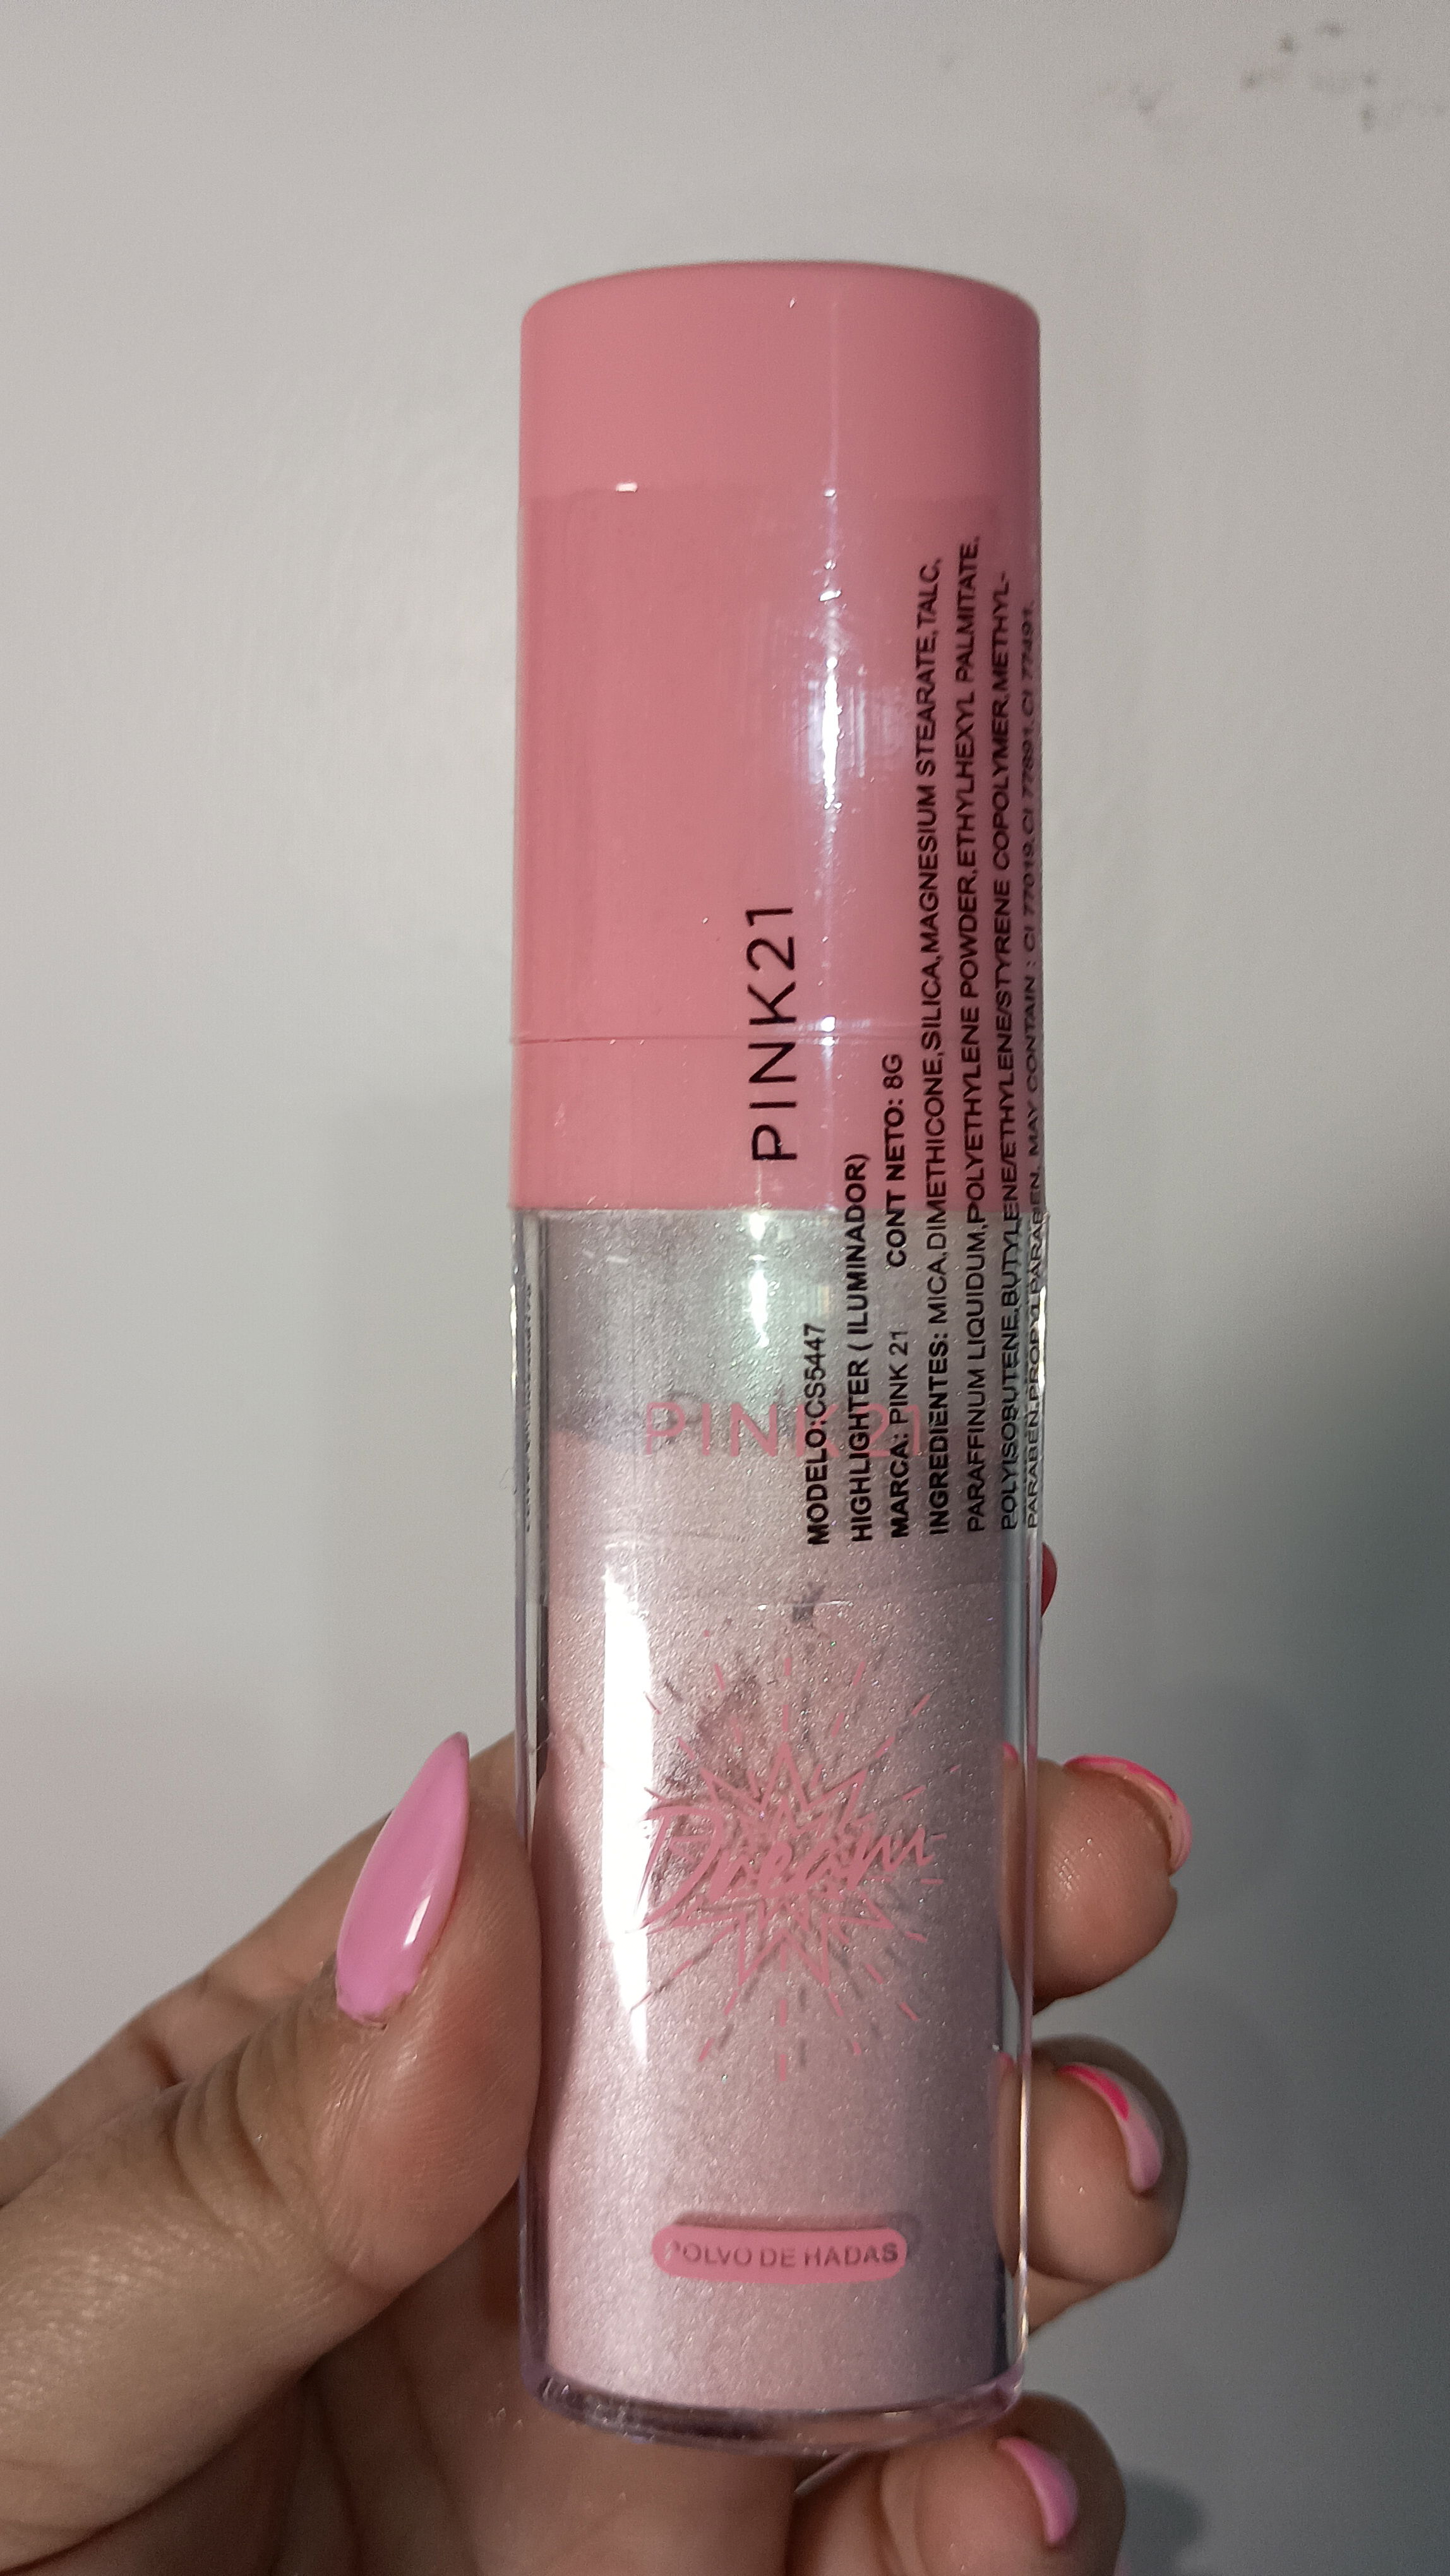 PINK21
MODELO:CS5447
HIGHLIGHTER ( ILUMINADOR)
MARCA: PINK 21 CONT NETO: 8G
INGREDIENTES: MICA,DIMETHICONE,SILICA,MAGNESIUM STEARATE,TALC,
PARAFFINUM LIQUIDUM,POLYETHYLENE POWDER,ETHYLHEXYL PALMITATE,
POLYISOBUTENE,BUTYLENE/ETHYLENE/STYRENE COPOLYMER,METHYL-
PARABEN,PROPYLPARABEN, MAY CONTAIN : CI 77019,CI 77891,CI 77491,
PINK21
Dream
POLVO DE HADAS